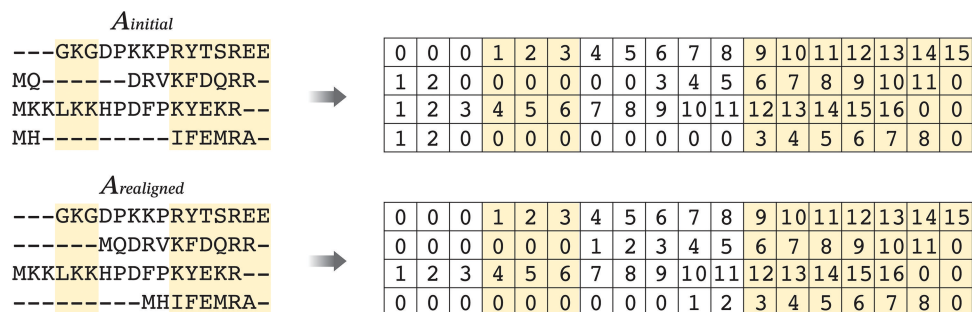 A initial
---GKGDPKKPRYTSREE 0 0 0 1 2 3 4 5 6 7 8 9 10 11 12 13 14 15
MQ------DRVKFDQRR- 1 2 0 0 0 0 0 0 3 4 5 6 7 8 9 10 11 0
MKKLKKHPDFPKYEKR-- 1 2 3 4 5 6 7 8 9 10 11 12 13 14 15 16 0 0
MH---------IFEMRA- 1 2 0 0 0 0 0 0 0 0 0 3 4 5 6 7 8 0
A realigned
---GKGDPKKPRYTSREE 0 0 0 1 2 3 4 5 6 7 8 9 10 11 12 13 14 15
------MQDRVKFDQRR- 0 0 0 0 0 0 1 2 3 4 5 6 7 8 9 10 11 0
MKKLKKHPDFPKYEKR-- 1 2 3 4 5 6 7 8 9 10 11 12 13 14 15 16 0 0
---------MHIFEMRA- 0 0 0 0 0 0 0 0 0 1 2 3 4 5 6 7 8 0